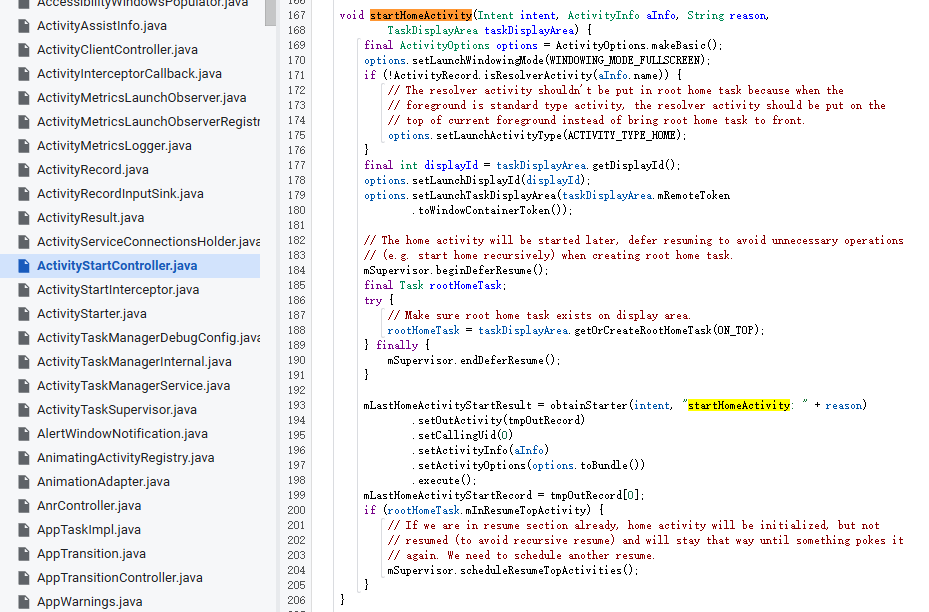 AccessibilityWindowsPopulator.java
ActivityAssistInfo.java
ActivityClientController.java
ActivityInterceptorCallback.java
ActivityMetricsLaunchObserver.java
ActivityMetricsLaunchObserverRegistr
ActivityMetricsLogger.java
ActivityRecord.java
ActivityRecordInputSink.java
ActivityResult.java
ActivityServiceConnectionsHolder.java
ActivityStartController.java
ActivityStartInterceptor.java
ActivityStarter.java
ActivityTaskManagerDebugConfig.java
ActivityTaskManagerInternal.java
ActivityTaskManagerService.java
ActivityTaskSupervisor.java
AlertWindowNotification.java
AnimatingActivityRegistry.java
AnimationAdapter.java
AnrController.java
AppTaskImpl.java
AppTransition.java
AppTransitionController.java
AppWarnings.java
166
167 void startHomeActivity(Intent intent, ActivityInfo aInfo, String reason,
168 TaskDisplayArea taskDisplayArea) {
169 final ActivityOptions options = ActivityOptions.makeBasic();
170 options.setLaunchWindowingMode(WINDOWING_MODE_FULLSCREEN);
171 if (!ActivityRecord.isResolverActivity(aInfo.name)) {
172 // The resolver activity shouldn't be put in root home task because when the
173 // foreground is standard type activity, the resolver activity should be put on the
174 // top of current foreground instead of bring root home task to front.
175 options.setLaunchActivityType(ACTIVITY_TYPE_HOME);
176 }
177 final int displayId = taskDisplayArea.getDisplayId();
178 options.setLaunchDisplayId(displayId);
179 options.setLaunchTaskDisplayArea(taskDisplayArea.mRemoteToken
180 .toWindowContainerToken());
181
182 // The home activity will be started later, defer resuming to avoid unnecessary operations
183 // (e.g. start home recursively) when creating root home task.
184 mSupervisor.beginDeferResume();
185 final Task rootHomeTask;
186 try {
187 // Make sure root home task exists on display area.
188 rootHomeTask = taskDisplayArea.getOrCreateRootHomeTask(ON_TOP);
189 } finally {
190 mSupervisor.endDeferResume();
191 }
192
193 mLastHomeActivityStartResult = obtainStarter(intent, "startHomeActivity: " + reason)
194 .setOutActivity(tmpOutRecord)
195 .setCallingUid(0)
196 .setActivityInfo(aInfo)
197 .setActivityOptions(options.toBundle())
198 .execute();
199 mLastHomeActivityStartRecord = tmpOutRecord[0];
200 if (rootHomeTask.mInResumeTopActivity) {
201 // If we are in resume section already, home activity will be initialized, but not
202 // resumed (to avoid recursive resume) and will stay that way until something pokes it
203 // again. We need to schedule another resume.
204 mSupervisor.scheduleResumeTopActivities();
205 }
206 }